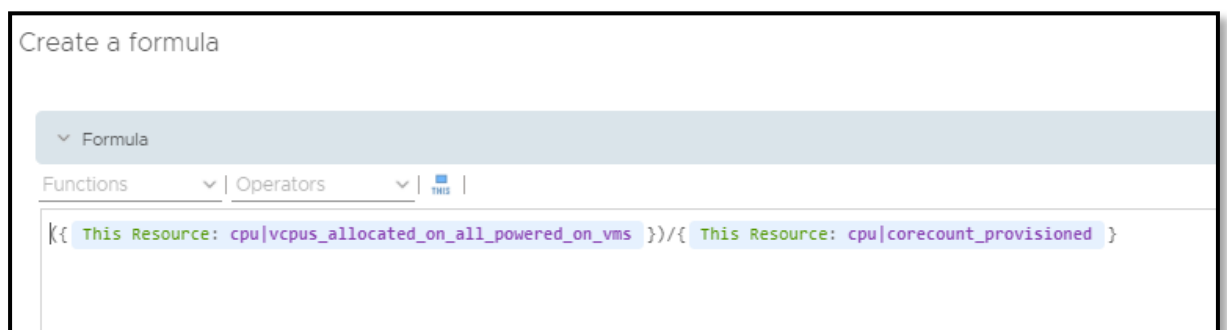 Create a formula
Formula
Functions | Operators | THIS |
({ This Resource: cpu|vcpus_allocated_on_all_powered_on_vms })/{ This Resource: cpu|corecount_provisioned }